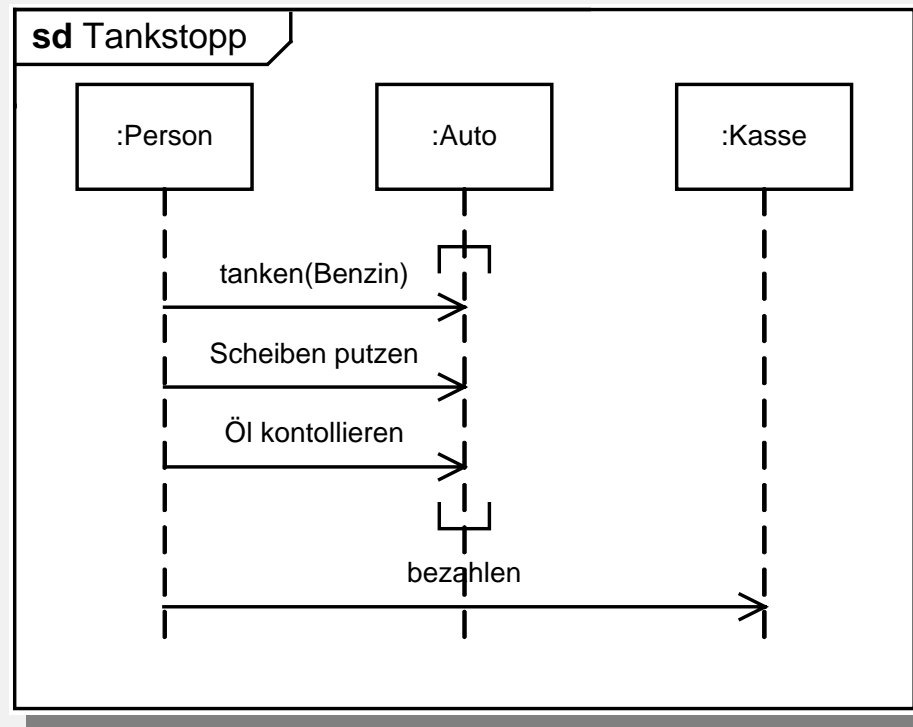 sd Tankstopp
:Person
:Auto
:Kasse
tanken(Benzin)
Scheiben putzen
Öl kontollieren
bezahlen